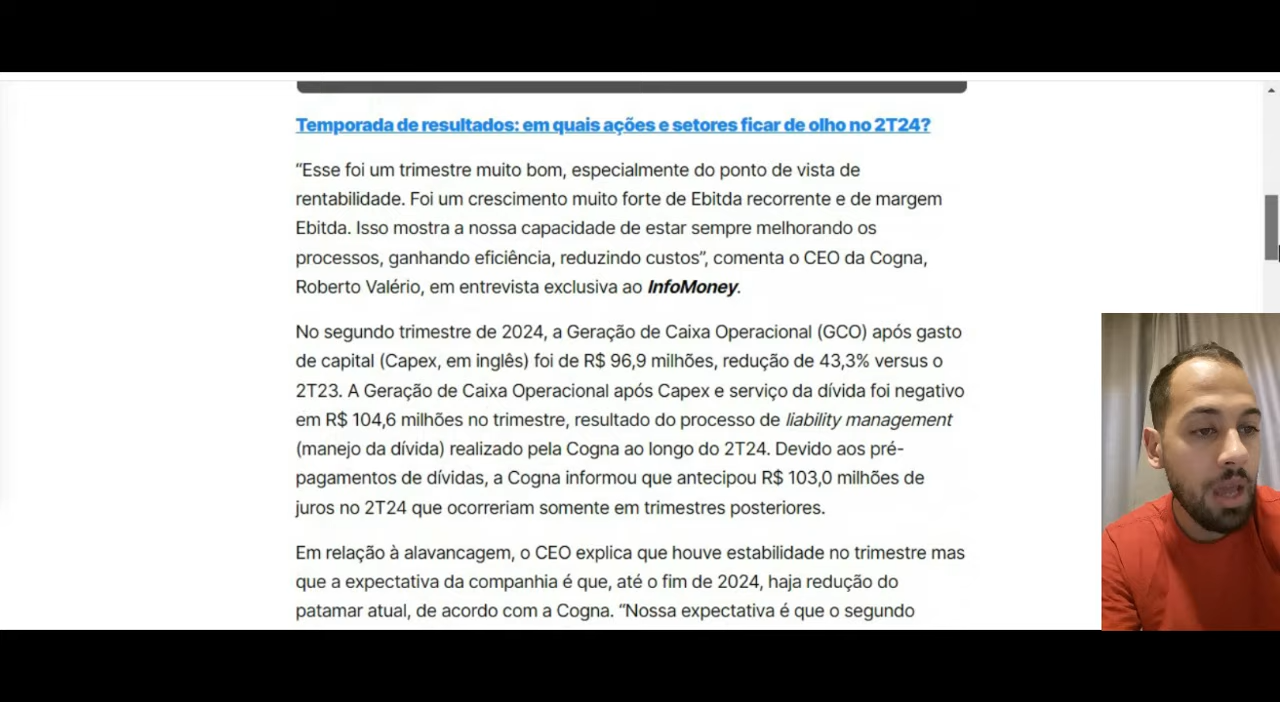 Temporada de resultados: em quais ações e setores ficar de olho no 2T24?
“Esse foi um trimestre muito bom, especialmente do ponto de vista de
rentabilidade. Foi um crescimento muito forte de Ebitda recorrente e de margem
Ebitda. Isso mostra a nossa capacidade de estar sempre melhorando os
processos, ganhando eficiência, reduzindo custos”, comenta o CEO da Cogna,
Roberto Valério, em entrevista exclusiva ao InfoMoney.
No segundo trimestre de 2024, a Geração de Caixa Operacional (GCO) após gasto
de capital (Capex, em inglês) foi de R$ 96,9 milhões, redução de 43,3% versus o
2T23. A Geração de Caixa Operacional após Capex e serviço da dívida foi negativo
em R$ 104,6 milhões no trimestre, resultado do processo de liability management
(manejo da dívida) realizado pela Cogna ao longo do 2T24. Devido aos pré-
pagamentos de dívidas, a Cogna informou que antecipou R$ 103,0 milhões de
juros no 2T24 que ocorreriam somente em trimestres posteriores.
Em relação à alavancagem, o CEO explica que houve estabilidade no trimestre mas
que a expectativa da companhia é que, até o fim de 2024, haja redução do
patamar atual, de acordo com a Cogna. “Nossa expectativa é que o segundo